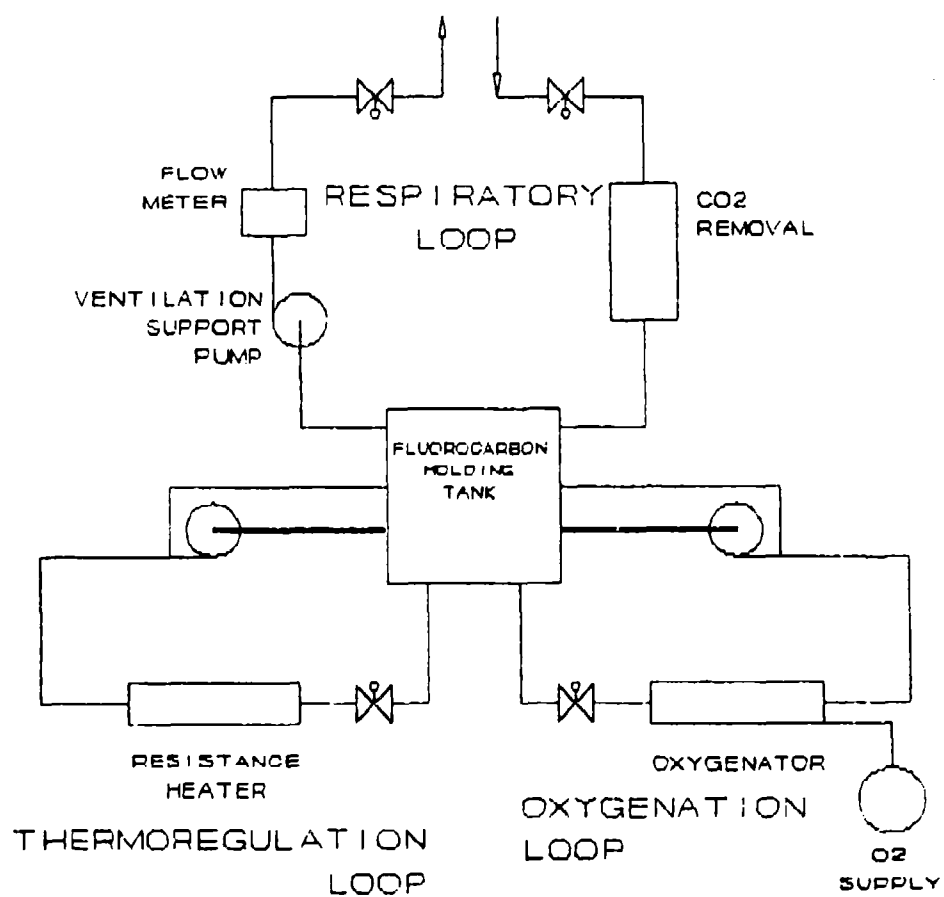 FLOW
METER
RESPIRATORY
LOOP
CO2
REMOVAL
VENTILATION
SUPPORT
PUMP
FLUOROCARBON
HOLDING
TANK
RESISTANCE
HEATER
OXYGENATOR
THERMOREGULATION
LOOP
OXYGENATION
LOOP
O2
SUPPLY